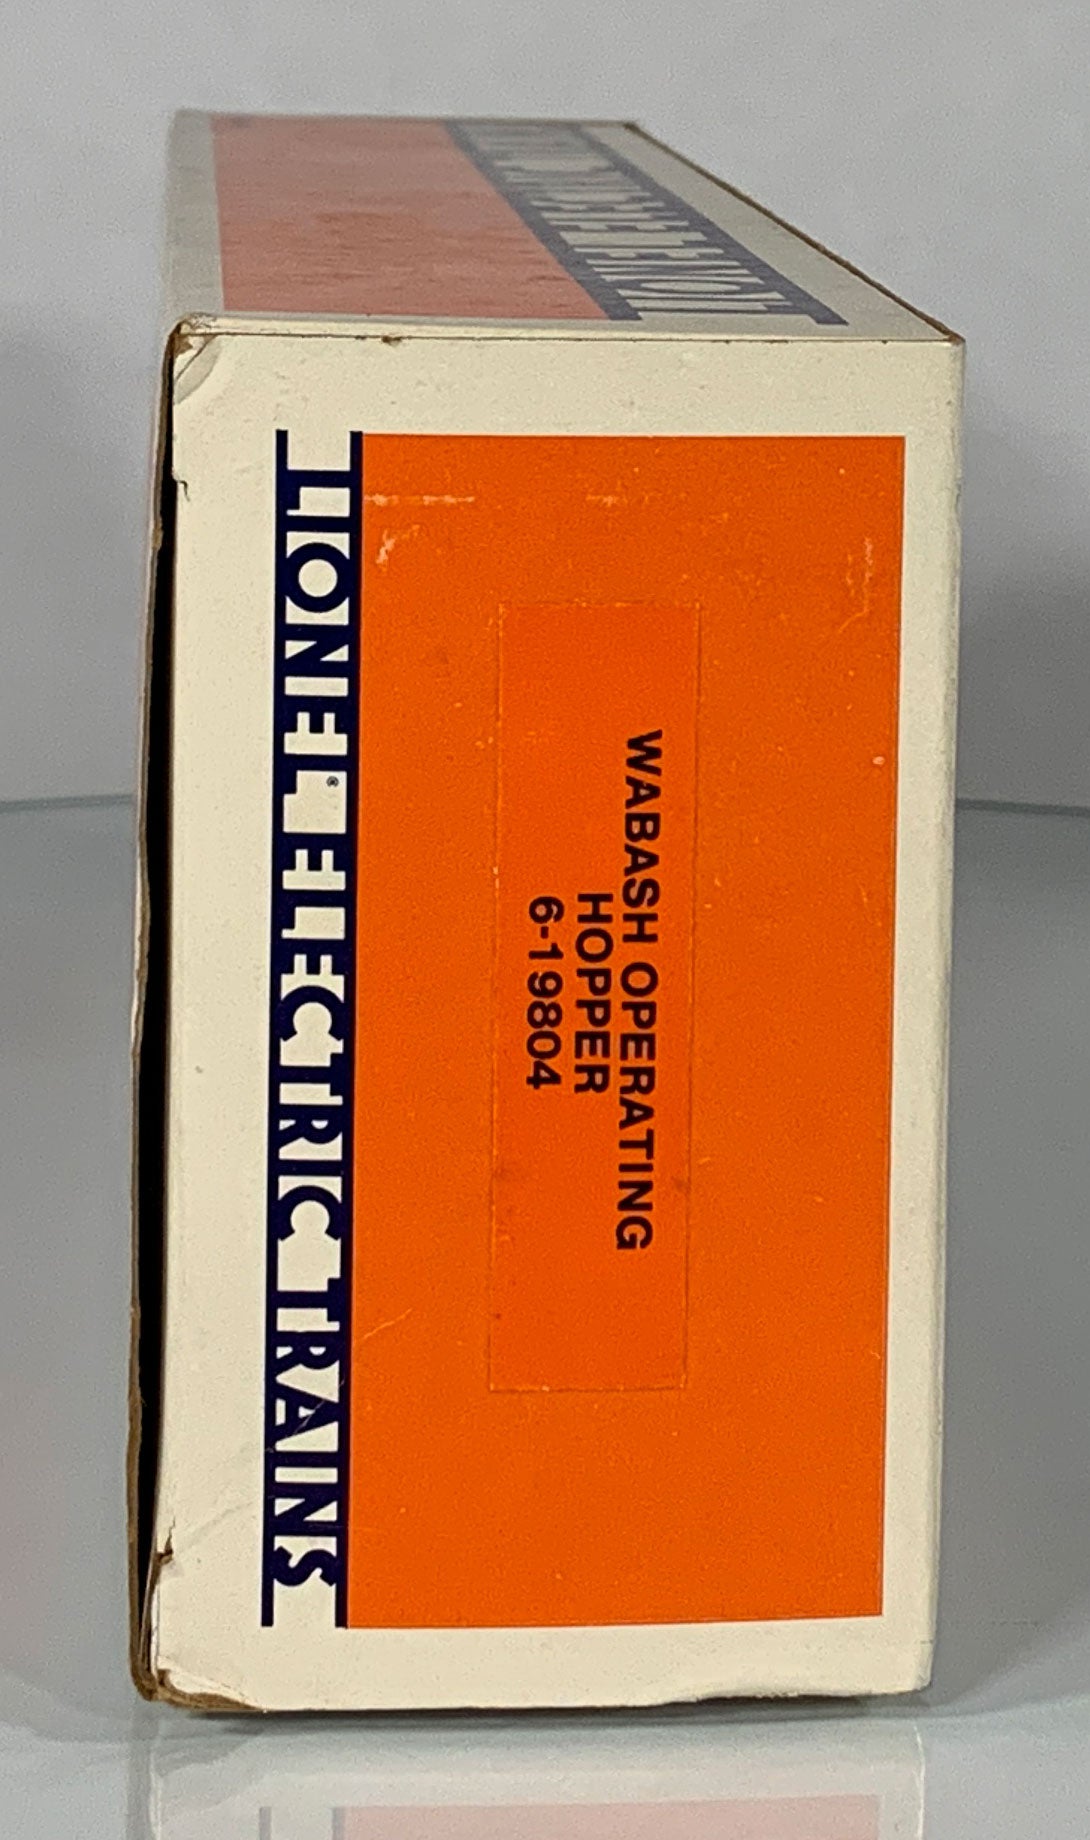 LIONEL® ELECTRIC TRAINS
WABASH OPERATING
HOPPER
6-19804
LIONEL ELECTRIC TRAINS